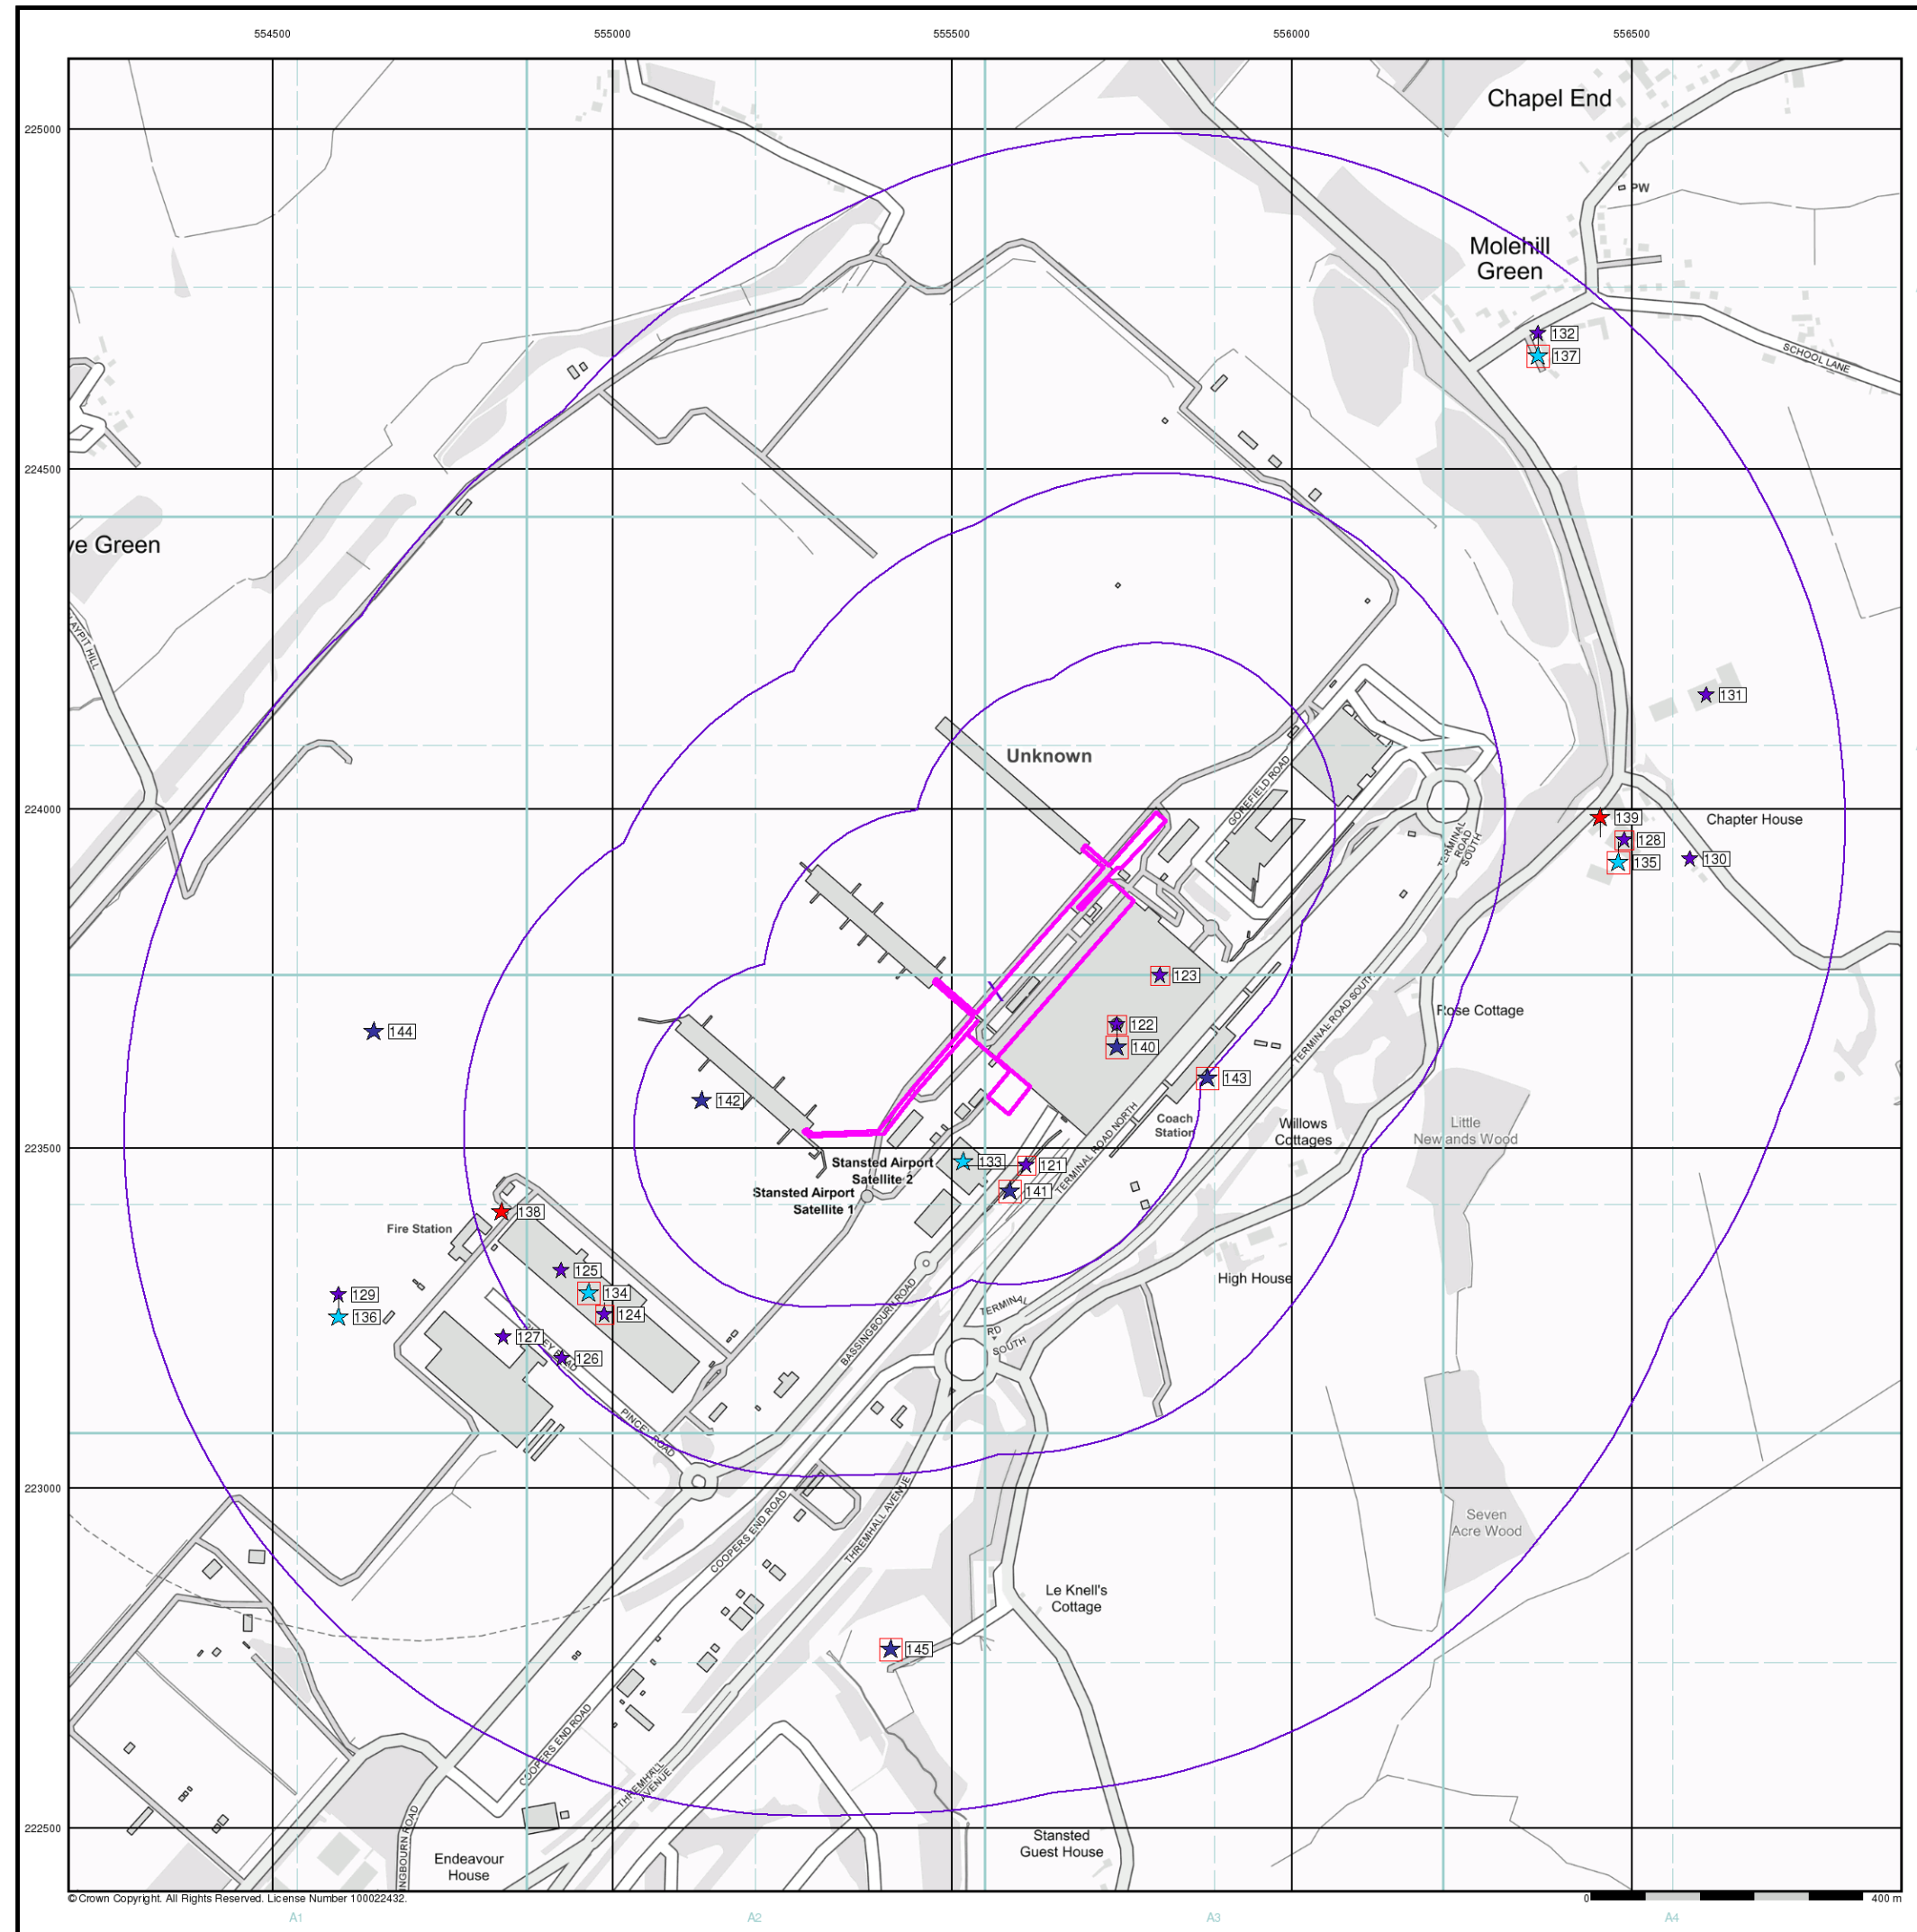 554500
555000
555500
556000
556500
225000
Chapel End
PW
Molehill
Green
132
137
SCHOOL LANE
224500
ve Green
AYPIT HILL
131
Unknown
GOREFIELD ROAD
224000
139
Chapter House
128
130
135
TERMINAL
ROAD
SOUTH
123
TERMINAL ROAD SOUTH
Rose Cottage
144
122
140
143
142
Coach
Station
Willows
Cottages
Little
Newlands Wood
TERMINAL ROAD NORTH
223500
Stansted Airport
Satellite 2
133
121
Stansted Airport
Satellite 1
141
138
Fire Station
125
High House
129
134
136
124
TERMINAL
RD
SOUTH
127
126
EY ROAD
BASSINGBOURN ROAD
PINCEY ROAD
223000
COOPERS END ROAD
THREMHALL AVENUE
Seven
Acre Wood
Le Knell's
Cottage
145
COOPERS END ROAD
THREMHALL
AVENUE
222500
NGBOURN ROAD
Endeavour
House
Stansted
Guest House
© Crown Copyright. All Rights Reserved. License Number 100022432.
0
400 m
A1
A2
A3
A4